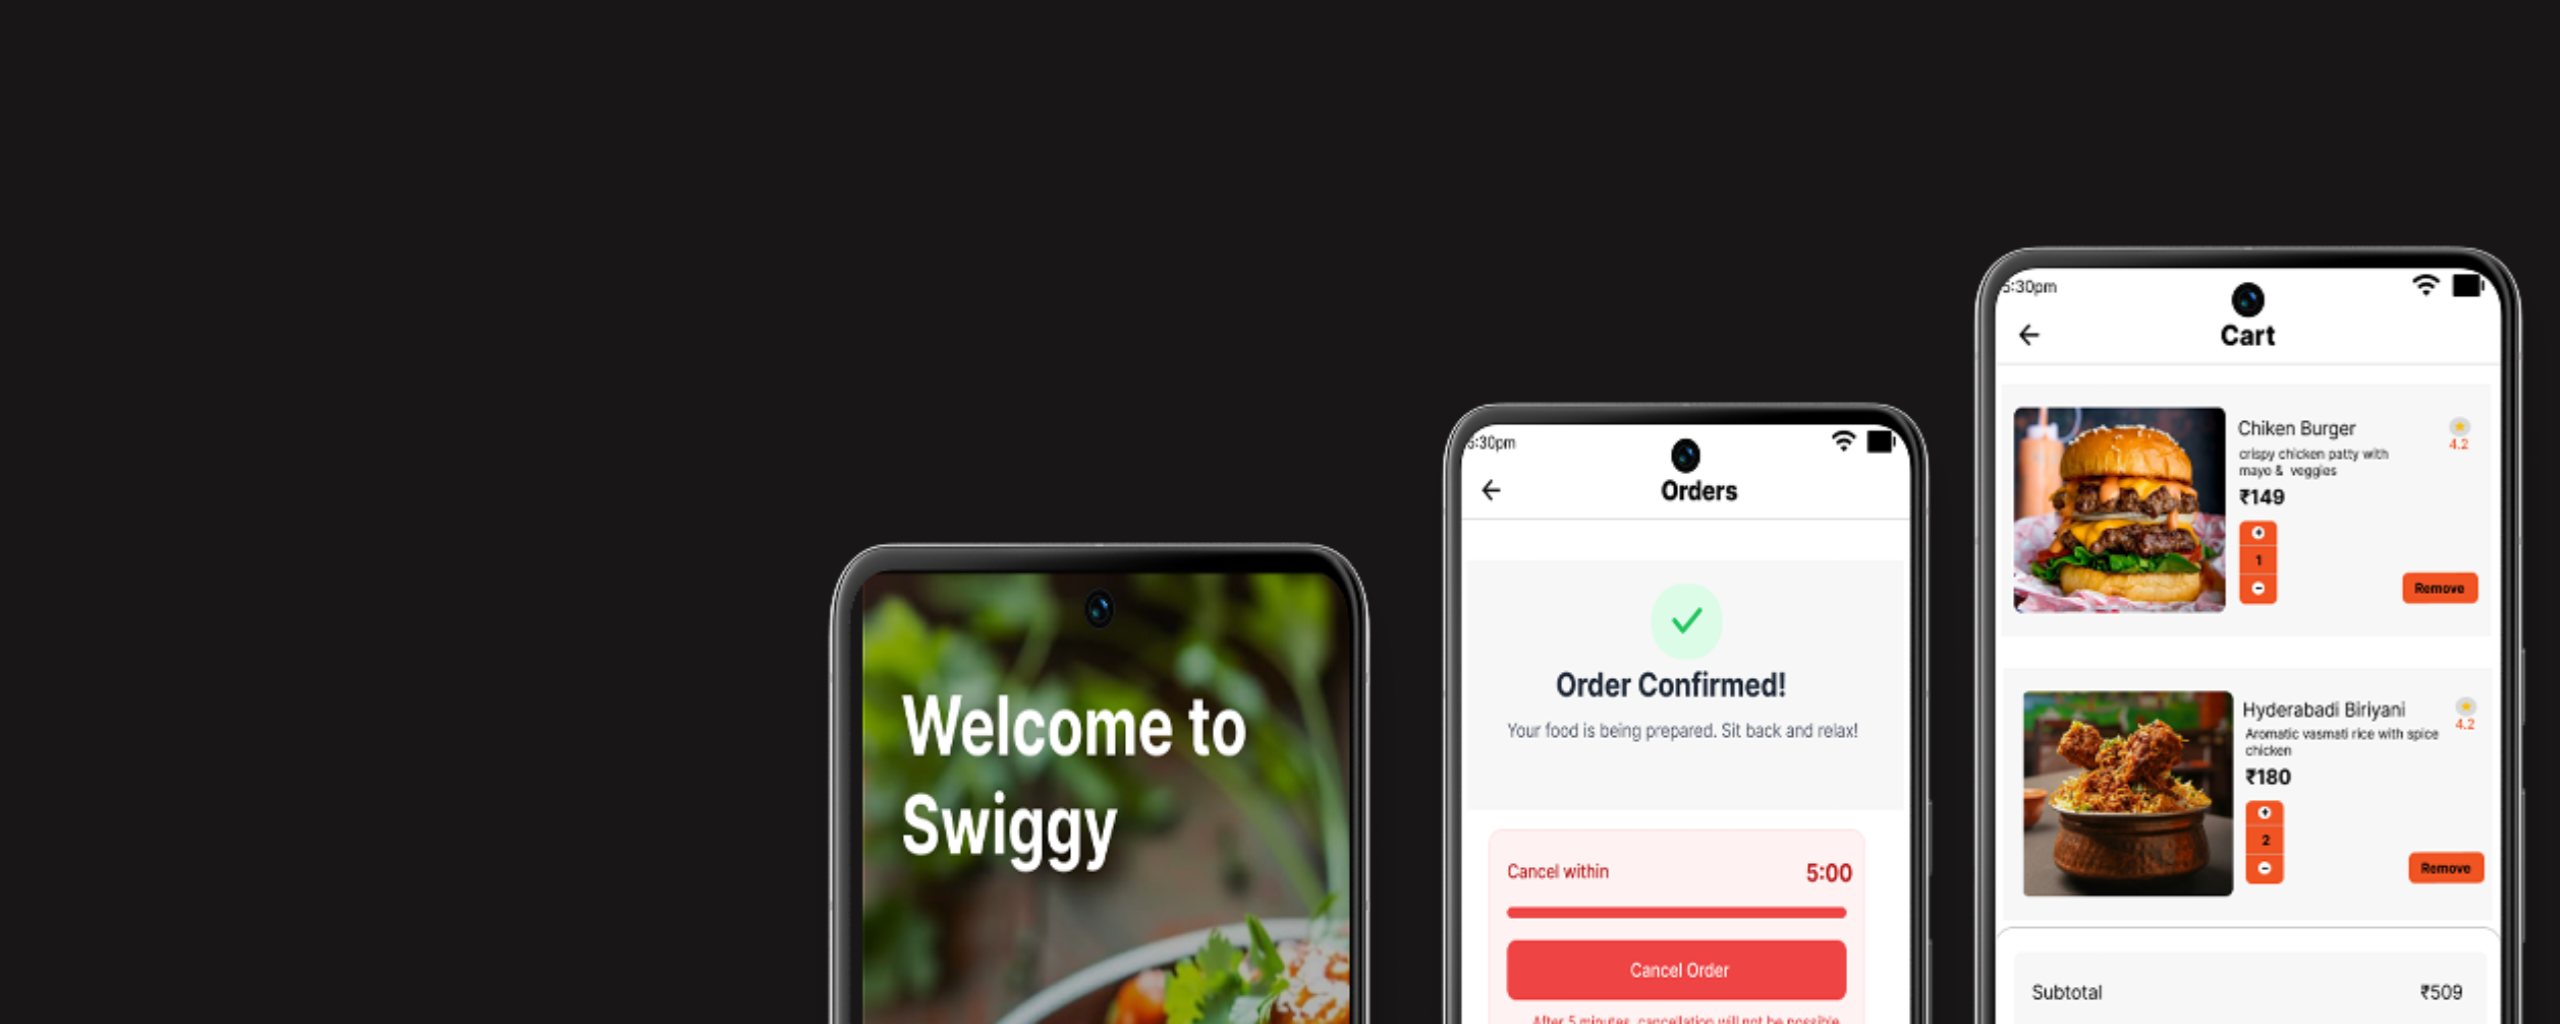 Welcome to
Swiggy
5:30pm
Orders
Order Confirmed!
Your food is being prepared. Sit back and relax!
Cancel within
5:00
Cancel Order
After 5 minutes, cancellation will not be possible
5:30pm
Cart
Chiken Burger
4.2
crispy chicken patty with
mayo & veggies
₹149
1
Remove
Hyderabadi Biriyani
4.2
Aromatic vasmati rice with spice
chicken
₹180
2
Remove
Subtotal
₹509